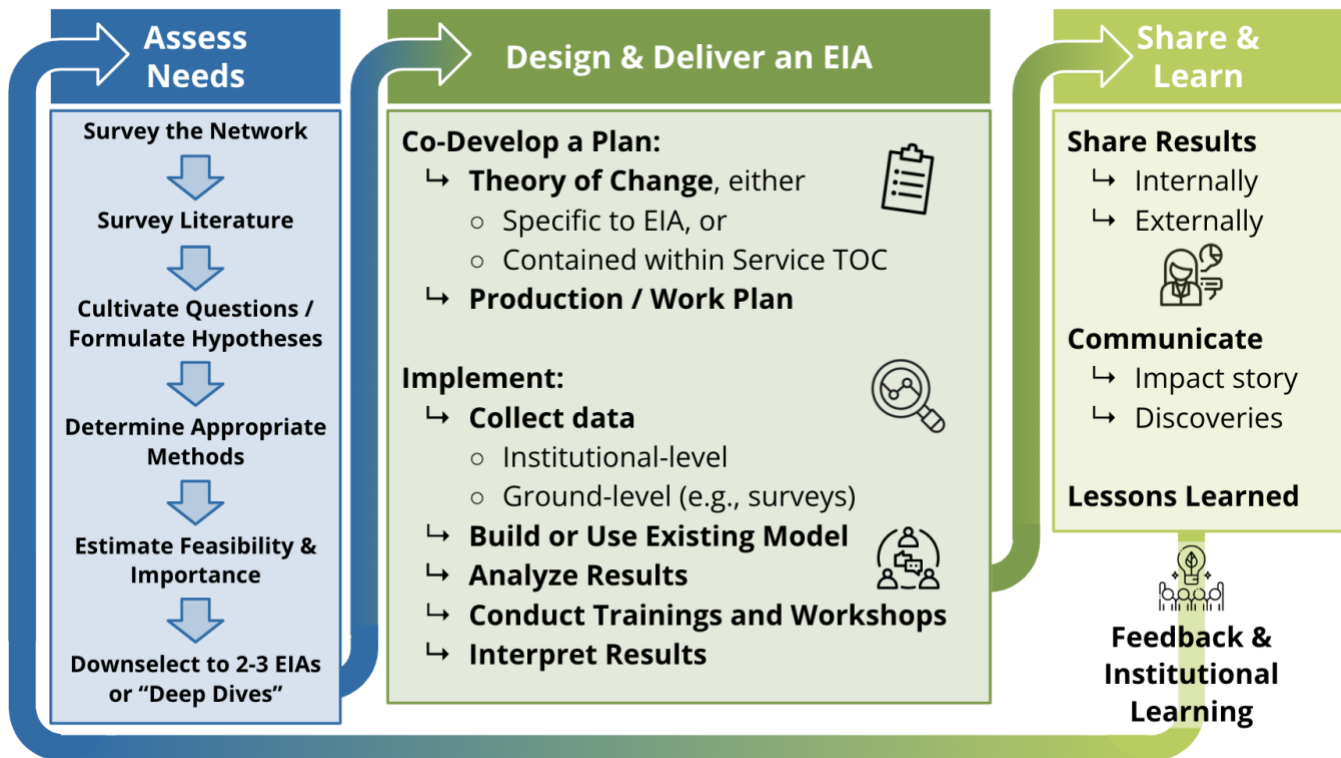 Assess
Needs
Survey the Network
Survey Literature
Cultivate Questions /
Formulate Hypotheses
Determine Appropriate
Methods
Estimate Feasibility &
Importance
Downselect to 2-3 EIAs
or “Deep Dives”
Design & Deliver an EIA
Co-Develop a Plan:
↳ Theory of Change, either
○ Specific to EIA, or
○ Contained within Service TOC
↳ Production / Work Plan
Implement:
↳ Collect data
○ Institutional-level
○ Ground-level (e.g., surveys)
↳ Build or Use Existing Model
↳ Analyze Results
↳ Conduct Trainings and Workshops
↳ Interpret Results
Share &
Learn
Share Results
↳ Internally
↳ Externally
Communicate
↳ Impact story
↳ Discoveries
Lessons Learned
Feedback &
Institutional
Learning